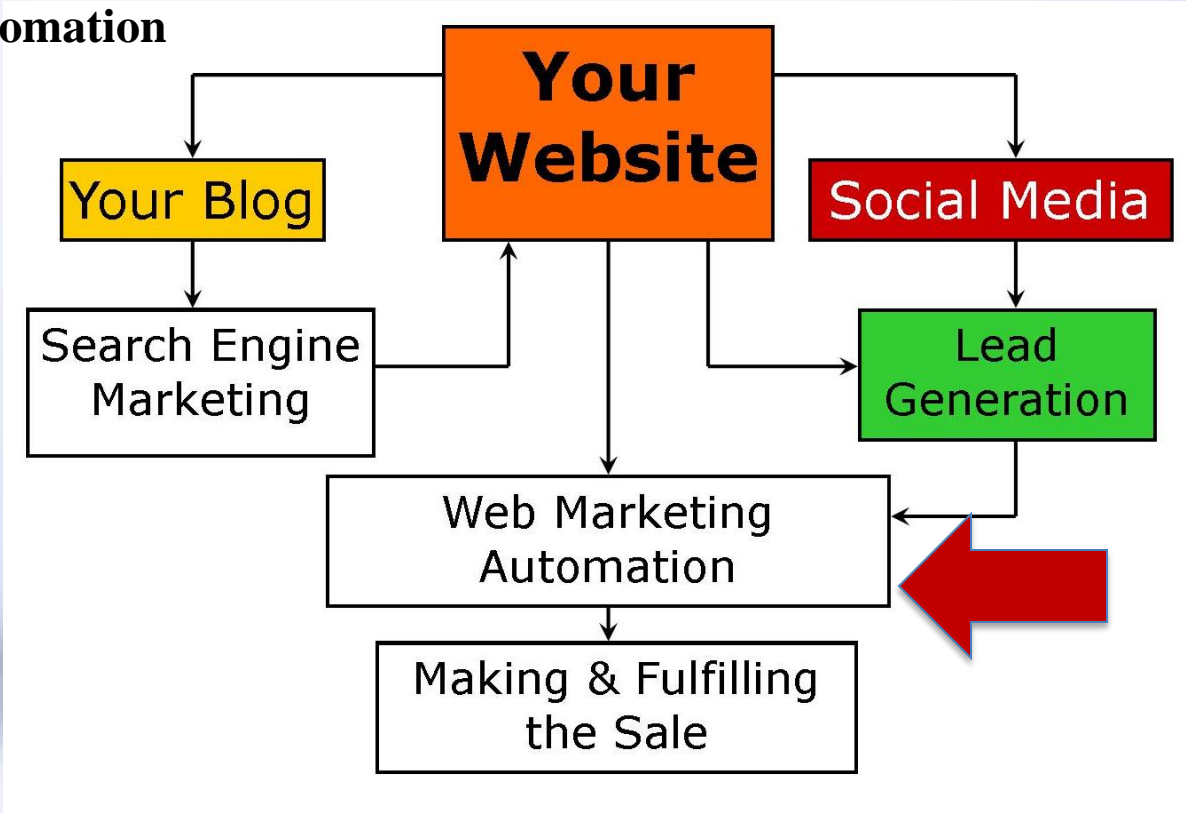 omation
Your
Website
Your Blog
Social Media
Search Engine
Marketing
Lead
Generation
Web Marketing
Automation
Making & Fulfilling
the Sale